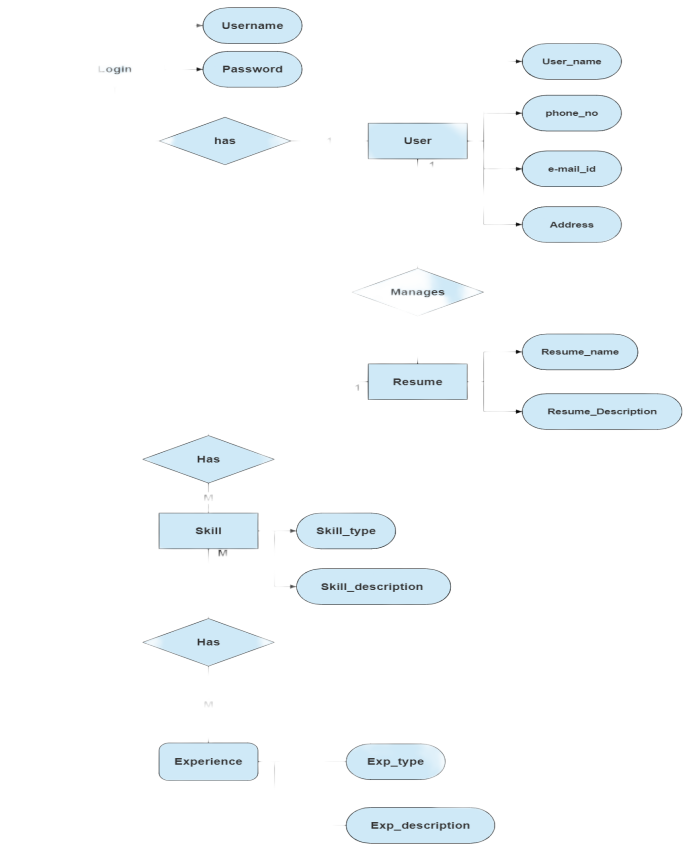 Username
Login
Password
User_name
phone_no
has
1
User
1
e-mail_id
Address
Manages
Resume_name
Resume
1
Resume_Description
Has
M
Skill
Skill_type
M
Skill_description
Has
M
Experience
Exp_type
Exp_description